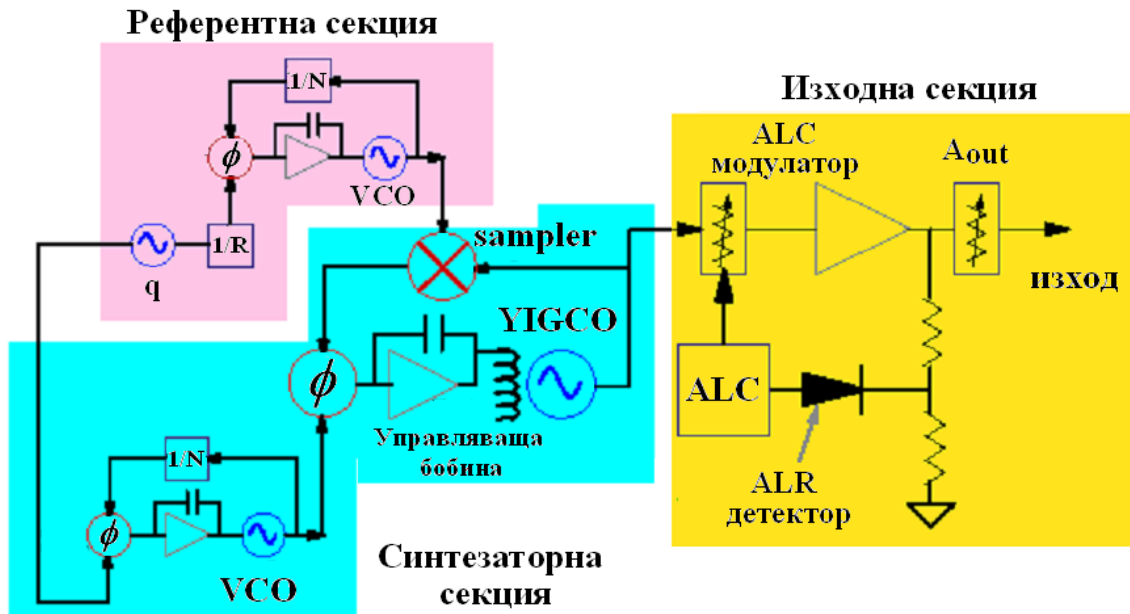 Референтна секция
1/N
ϕ
VCO
1/R
q
sampler
YIGCO
ϕ
Управляваща
бобина
1/N
ϕ
VCO
Синтезаторна
секция
Изходна секция
ALC
модулатор
Aout
изход
ALC
ALR
детектор